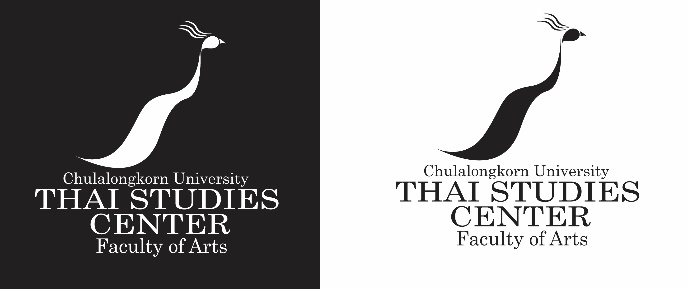 Chulalongkorn University
THAI STUDIES
CENTER
Faculty of Arts
Chulalongkorn University
THAI STUDIES
CENTER
Faculty of Arts